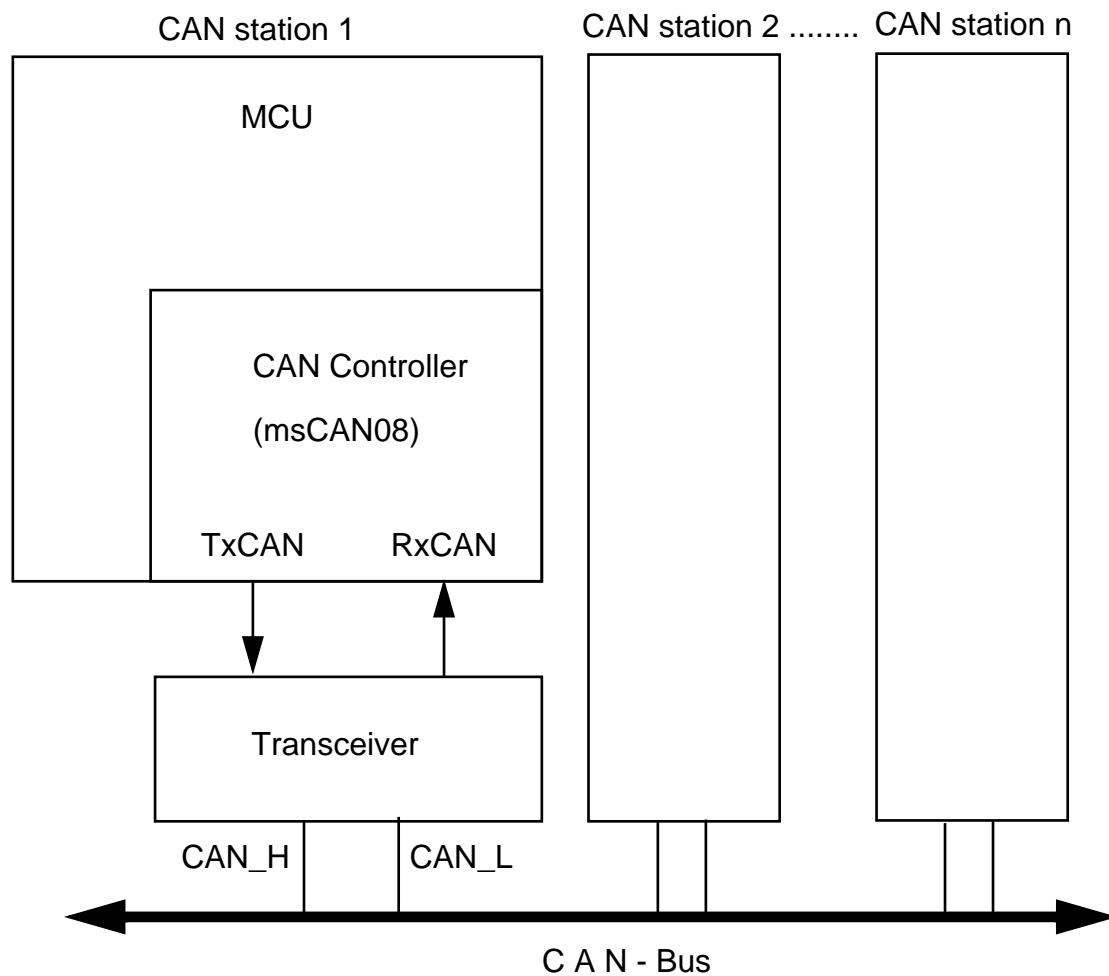 CAN station 1
CAN station 2 ........ CAN station n
MCU
CAN Controller
(msCAN08)
TxCAN
RxCAN
Transceiver
CAN_H
CAN_L
C A N - Bus